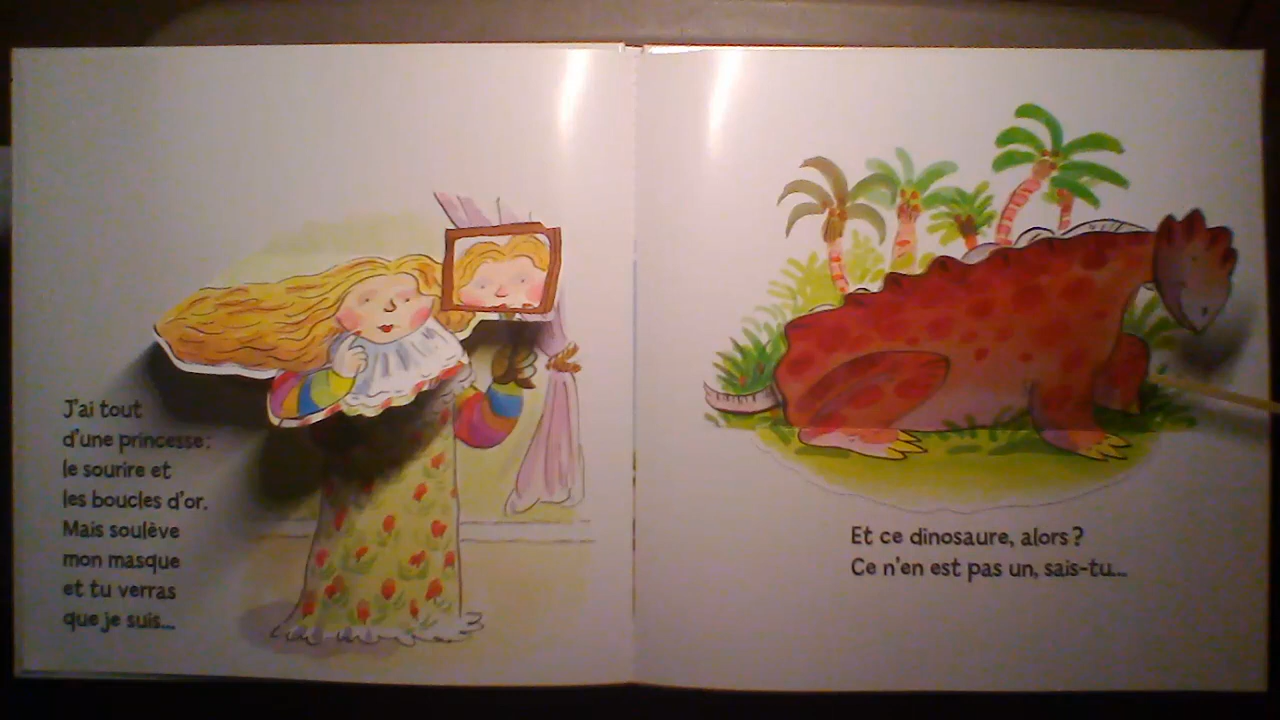 J'ai tout
d'une princesse :
le sourire et
les boucles d'or.
Mais soulève
mon masque
et tu verras
que je suis...
Et ce dinosaure, alors ?
Ce n'en est pas un, sais-tu...